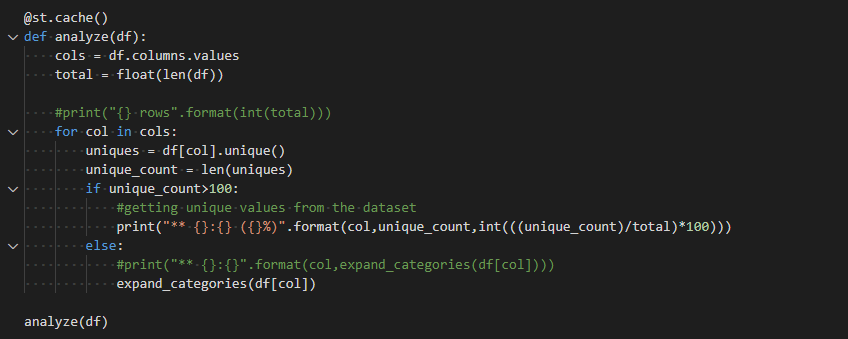 @st.cache()
def analyze(df):
    cols = df.columns.values
    total = float(len(df))
    #print("{} rows".format(int(total)))
    for col in cols:
        uniques = df[col].unique()
        unique_count = len(uniques)
        if unique_count>100:
            #getting unique values from the dataset
            print("** {}:{} ({}%)".format(col,unique_count,int(((unique_count)/total)*100)))
        else:
            #print("** {}:{}".format(col,expand_categories(df[col])))
            expand_categories(df[col])
analyze(df)